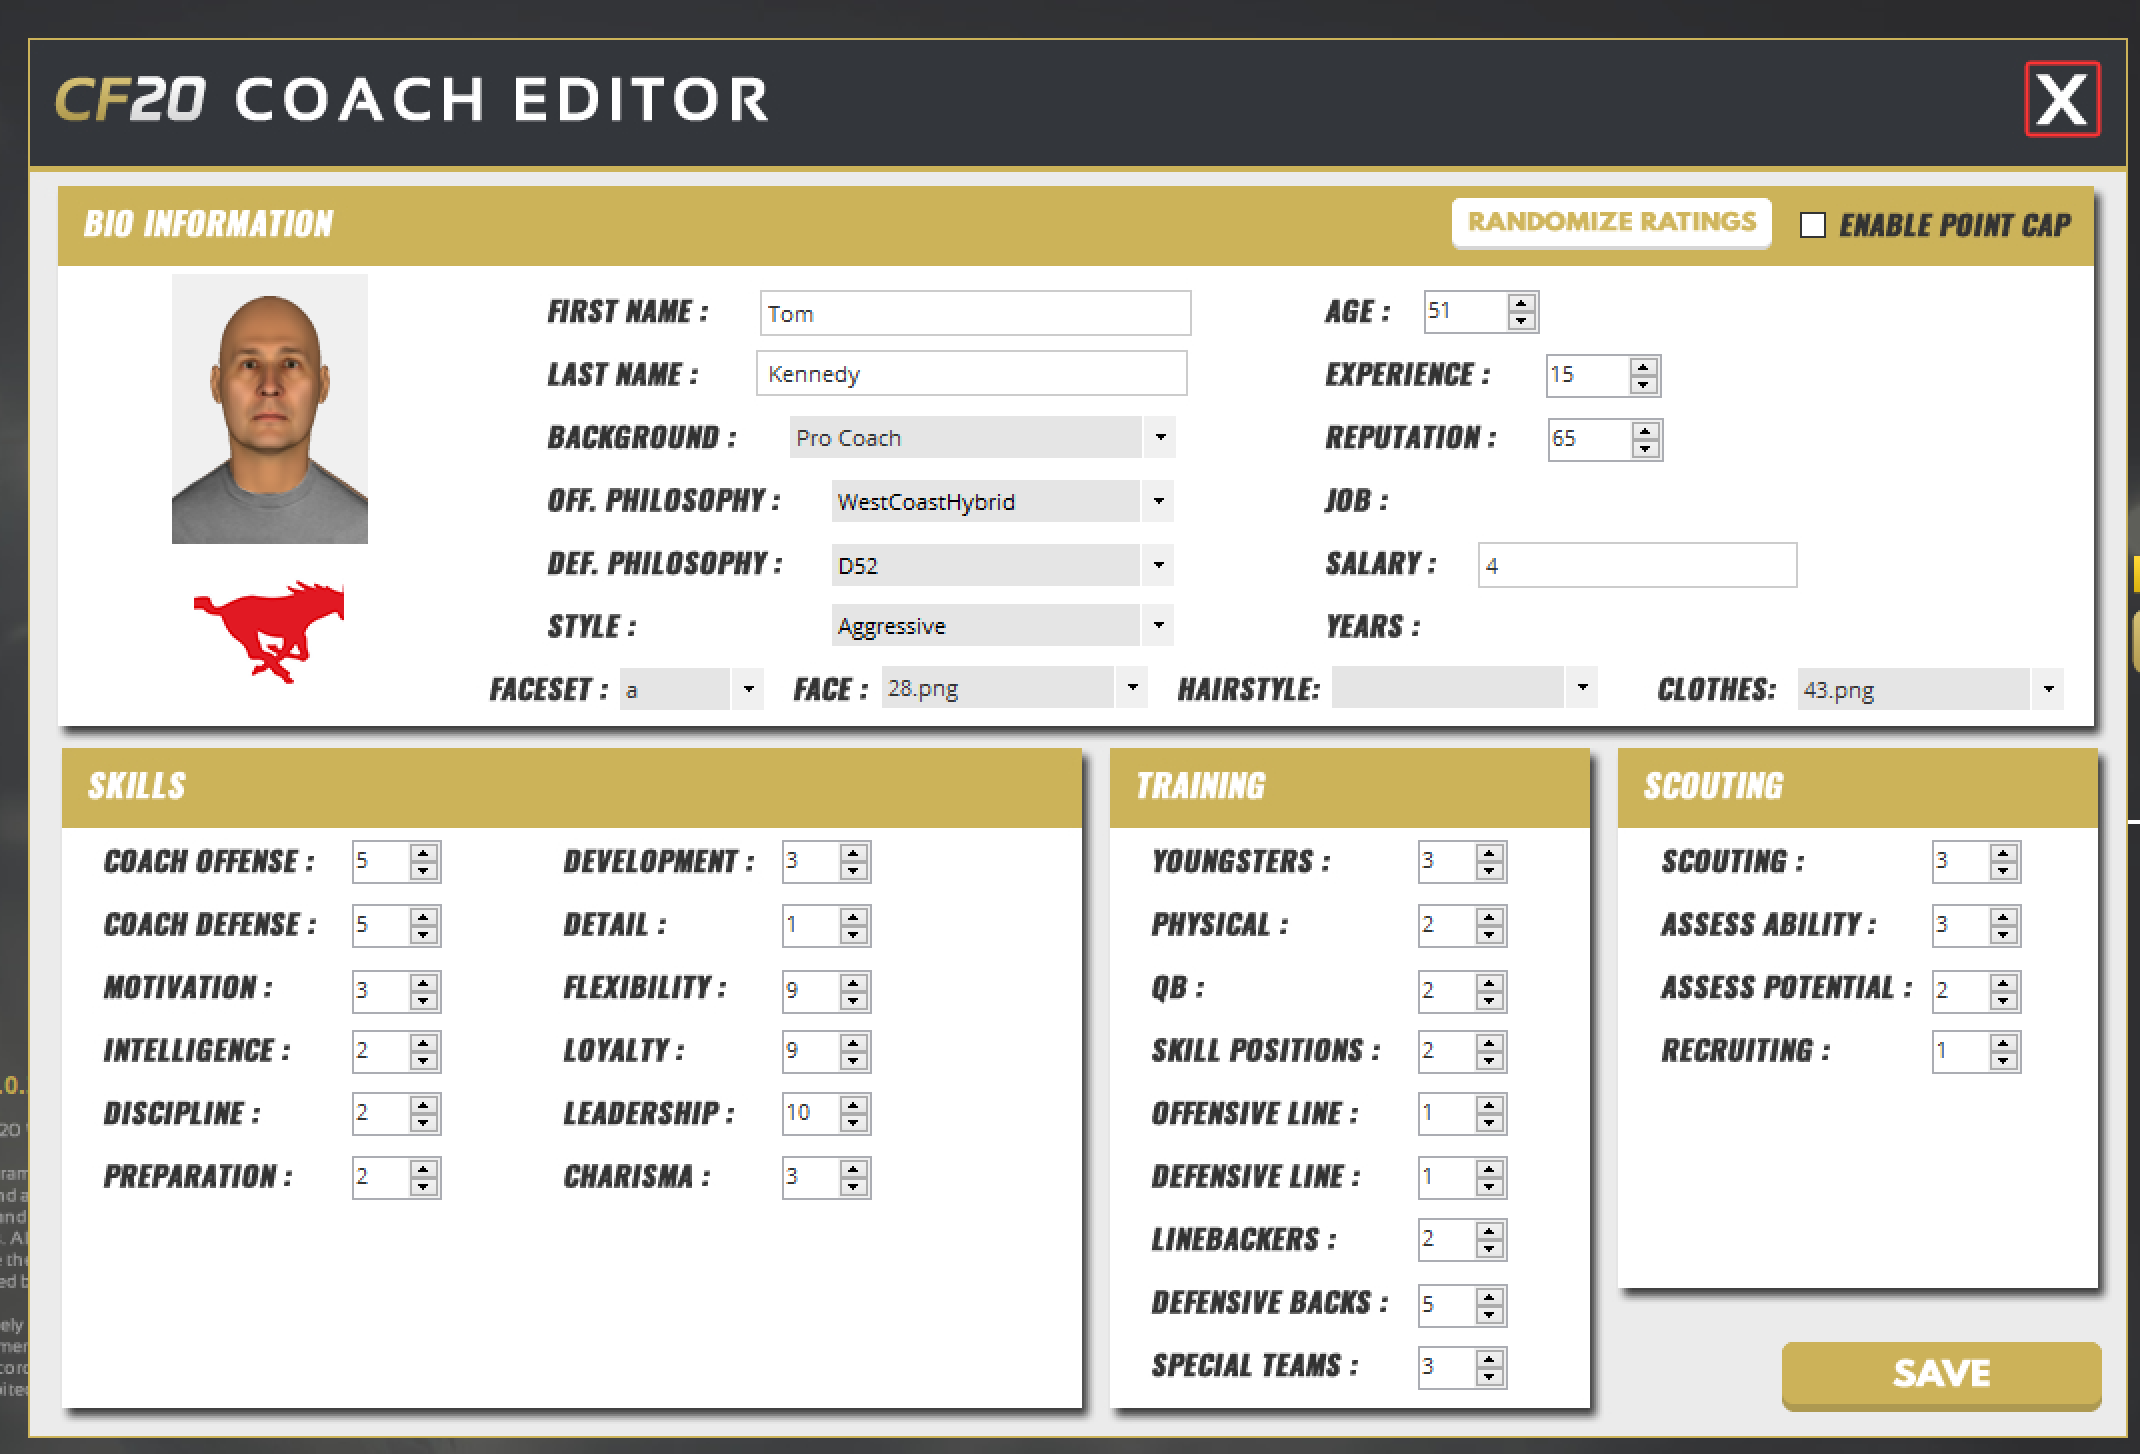 CF20 COACH EDITOR
X
BIO INFORMATION
RANDOMIZE RATINGS
ENABLE POINT CAP
FIRST NAME : Tom
AGE : 51
LAST NAME : Kennedy
EXPERIENCE : 15
BACKGROUND : Pro Coach
REPUTATION : 65
OFF. PHILOSOPHY : WestCoastHybrid
JOB :
DEF. PHILOSOPHY : D52
SALARY : 4
STYLE : Aggressive
YEARS :
FACESET : a
FACE : 28.png
HAIRSTYLE:
CLOTHES: 43.png
SKILLS
COACH OFFENSE : 5
DEVELOPMENT : 3
COACH DEFENSE : 5
DETAIL : 1
MOTIVATION : 3
FLEXIBILITY : 9
INTELLIGENCE : 2
LOYALTY : 9
DISCIPLINE : 2
LEADERSHIP : 10
PREPARATION : 2
CHARISMA : 3
TRAINING
YOUNGSTERS : 3
PHYSICAL : 2
QB : 2
SKILL POSITIONS : 2
OFFENSIVE LINE : 1
DEFENSIVE LINE : 1
LINEBACKERS : 2
DEFENSIVE BACKS : 5
SPECIAL TEAMS : 3
SCOUTING
SCOUTING : 3
ASSESS ABILITY : 3
ASSESS POTENTIAL : 2
RECRUITING : 1
SAVE